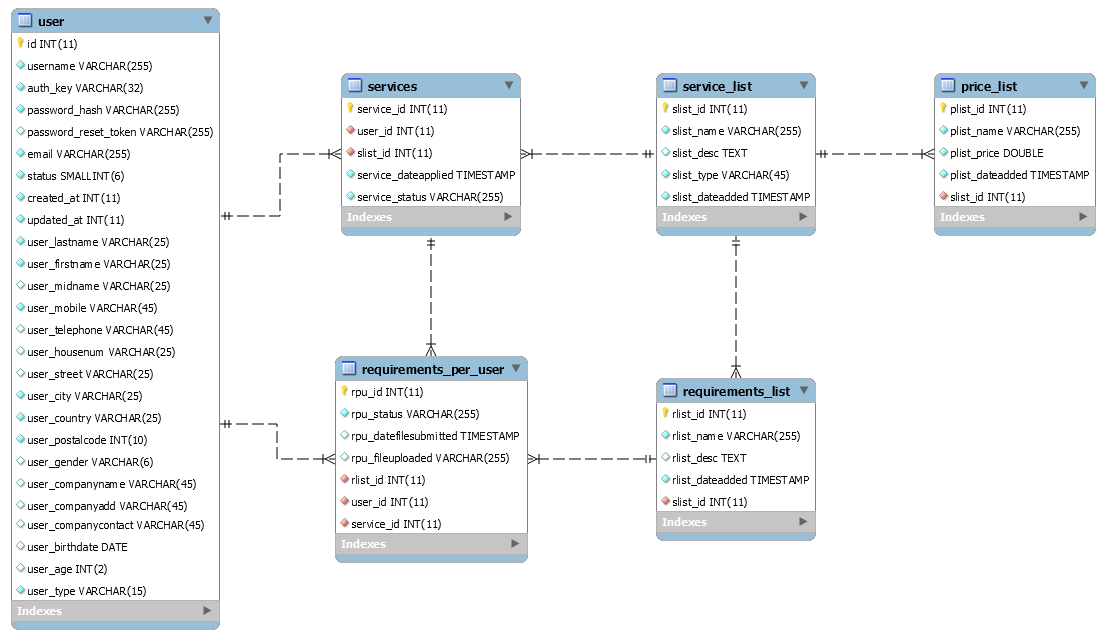 user
id INT(11)
username VARCHAR(255)
auth_key VARCHAR(32)
password_hash VARCHAR(255)
password_reset_token VARCHAR(255)
email VARCHAR(255)
status SMALLINT(6)
created_at INT(11)
updated_at INT(11)
user_lastname VARCHAR(25)
user_firstname VARCHAR(25)
user_midname VARCHAR(25)
user_mobile VARCHAR(45)
user_telephone VARCHAR(45)
user_housenum VARCHAR(25)
user_street VARCHAR(25)
user_city VARCHAR(25)
user_country VARCHAR(25)
user_postalcode INT(10)
user_gender VARCHAR(6)
user_companyname VARCHAR(45)
user_companyadd VARCHAR(45)
user_companycontact VARCHAR(45)
user_birthdate DATE
user_age INT(2)
user_type VARCHAR(15)
Indexes
services
service_id INT(11)
user_id INT(11)
slist_id INT(11)
service_dateapplied TIMESTAMP
service_status VARCHAR(255)
Indexes
service_list
slist_id INT(11)
slist_name VARCHAR(255)
slist_desc TEXT
slist_type VARCHAR(45)
slist_dateadded TIMESTAMP
Indexes
price_list
plist_id INT(11)
plist_name VARCHAR(255)
plist_price DOUBLE
plist_dateadded TIMESTAMP
slist_id INT(11)
Indexes
requirements_per_user
rpu_id INT(11)
rpu_status VARCHAR(255)
rpu_datefilesubmitted TIMESTAMP
rpu_fileuploaded VARCHAR(255)
rlist_id INT(11)
user_id INT(11)
service_id INT(11)
Indexes
requirements_list
rlist_id INT(11)
rlist_name VARCHAR(255)
rlist_desc TEXT
rlist_dateadded TIMESTAMP
slist_id INT(11)
Indexes